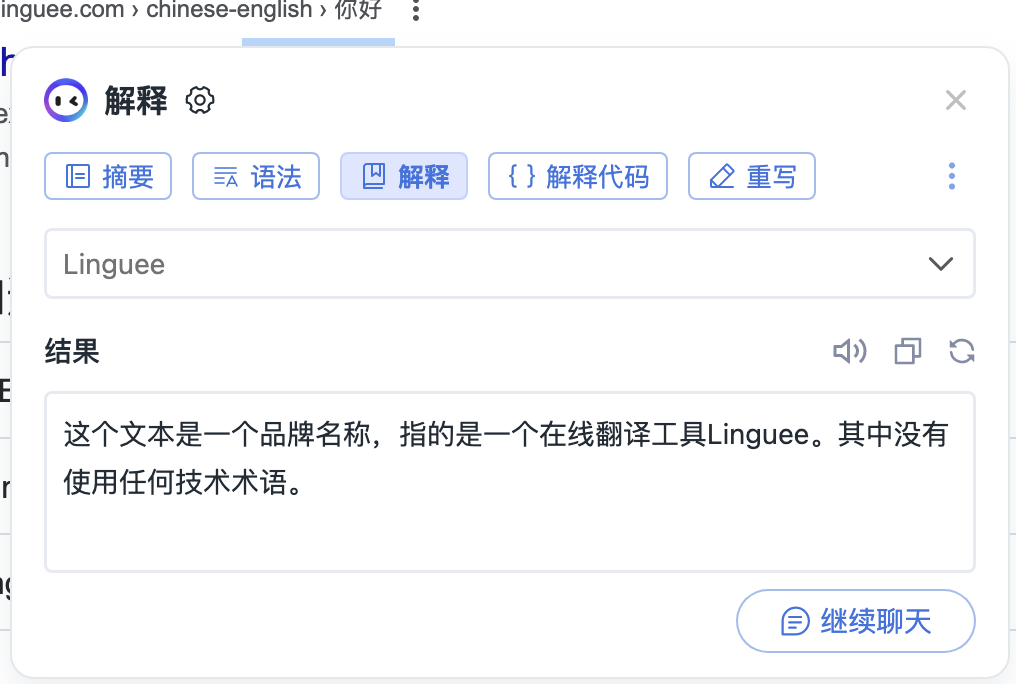 inguee.com › chinese-english › 你好
解释
摘要
语法
解释
{ } 解释代码
重写
Linguee
结果
这个文本是一个品牌名称，指的是一个在线翻译工具Linguee。其中没有
使用任何技术术语。
继续聊天